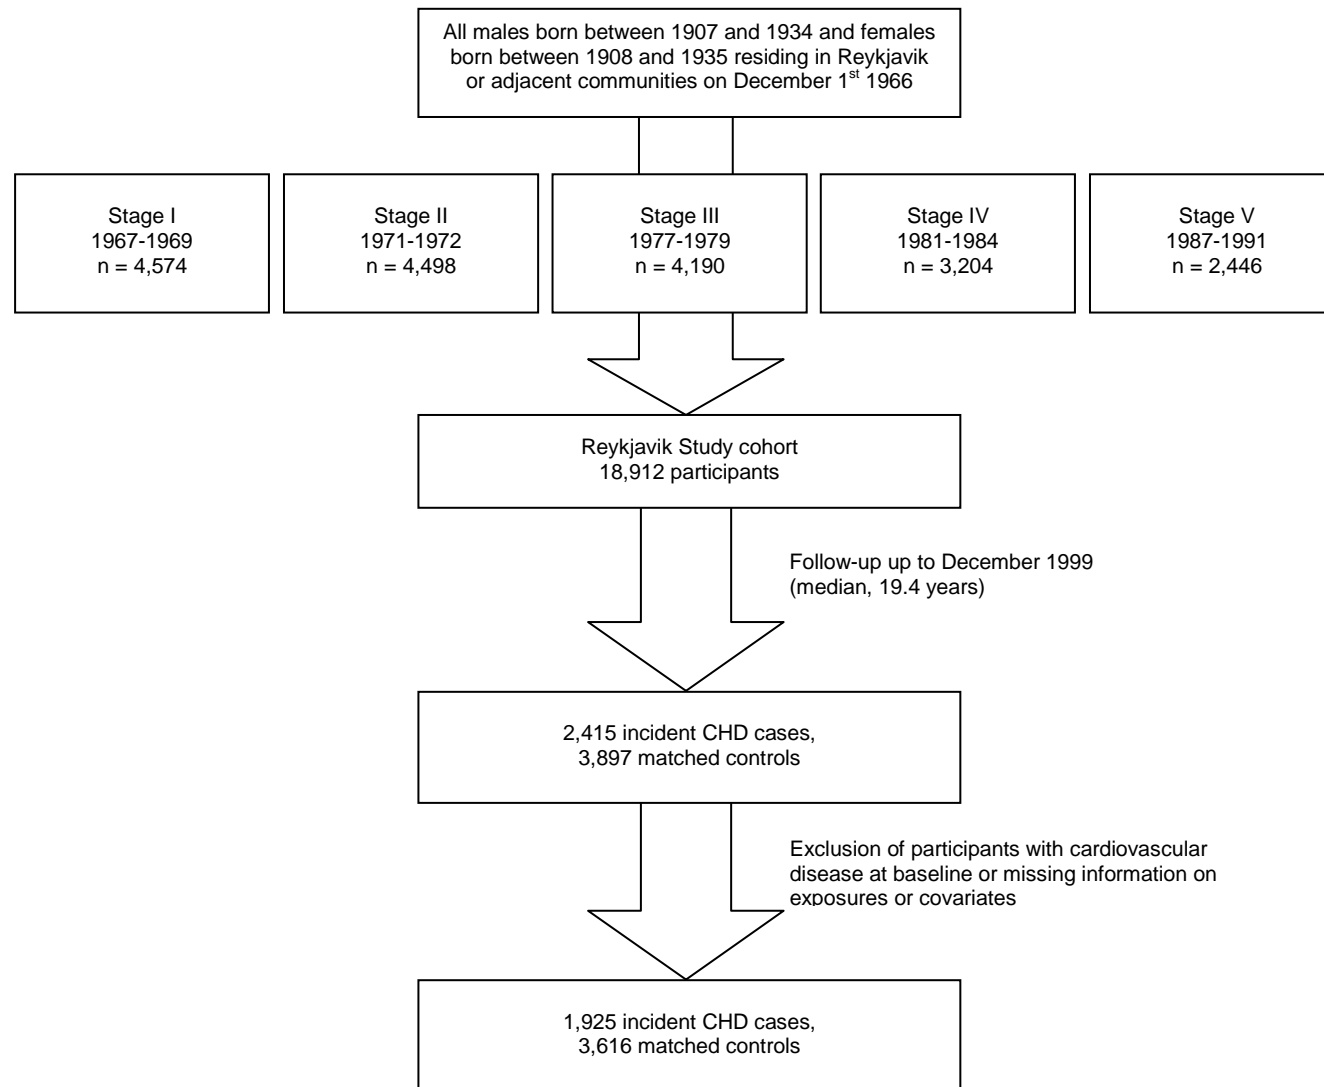 All males born between 1907 and 1934 and females
born between 1908 and 1935 residing in Reykjavik
or adjacent communities on December 1st 1966
Stage I
1967-1969
n = 4,574
Stage II
1971-1972
n = 4,498
Stage III
1977-1979
n = 4,190
Stage IV
1981-1984
n = 3,204
Stage V
1987-1991
n = 2,446
Reykjavik Study cohort
18,912 participants
Follow-up up to December 1999
(median, 19.4 years)
2,415 incident CHD cases,
3,897 matched controls
Exclusion of participants with cardiovascular
disease at baseline or missing information on
exposures or covariates
1,925 incident CHD cases,
3,616 matched controls